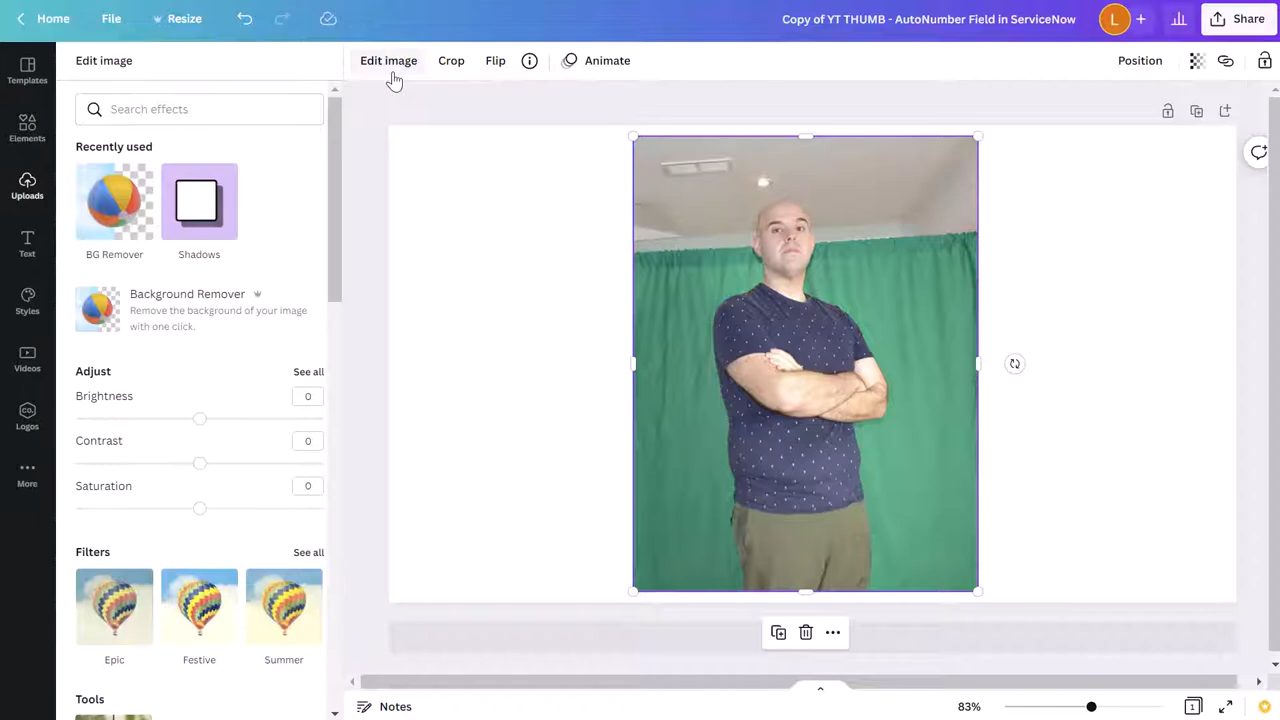 Home File Resize Copy of YT THUMB - AutoNumber Field in ServiceNow L Share
Edit image
Edit image Crop Flip Animate Position
Templates
Elements
Uploads
Text
Styles
Videos
CO.
Logos
More
Search effects
Recently used
BG Remover Shadows
Background Remover
Remove the background of your image
with one click.
Adjust See all
Brightness 0
Contrast 0
Saturation 0
Filters See all
Epic Festive Summer
Tools
Notes 83% 1